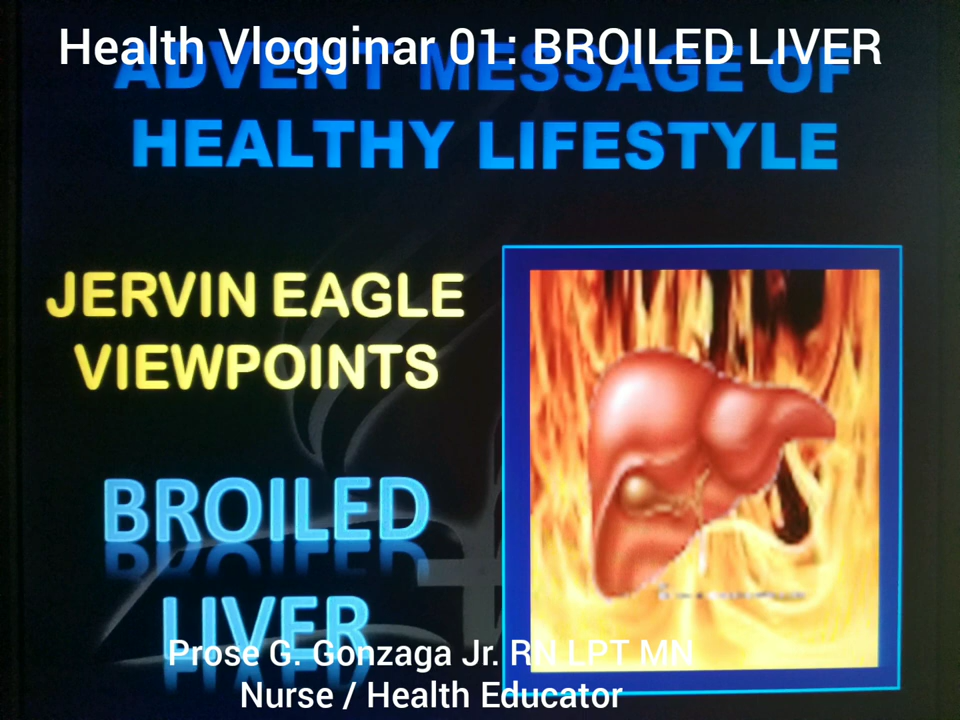 Health Vlogginar 01: BROILED LIVER
ADVENT MESSAGE OF
HEALTHY LIFESTYLE
JERVIN EAGLE
VIEWPOINTS
BROILED
LIVER
Prose G. Gonzaga Jr. RN LPT MN
Nurse / Health Educator